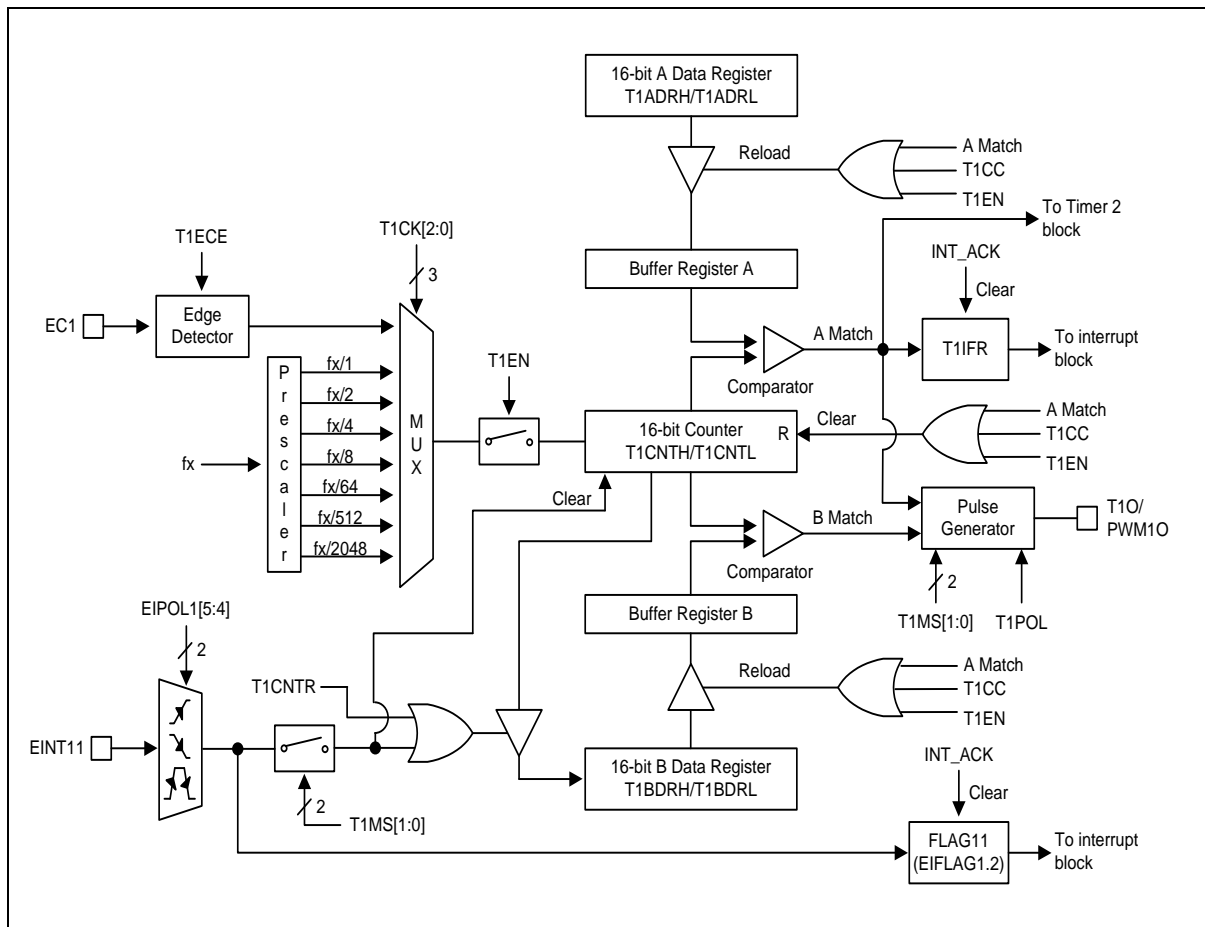 16-bit A Data Register
T1ADRH/T1ADRL
Reload
A Match
T1CC
T1EN
To Timer 2
block
T1ECE
T1CK[2:0]
3
Buffer Register A
INT_ACK
Clear
EC1
Edge
Detector
A Match
T1IFR
To interrupt
block
Comparator
Prescaler
fx/1
fx/2
fx/4
fx/8
fx/64
fx/512
fx/2048
fx
MUX
T1EN
16-bit Counter
T1CNTH/T1CNTL
R
Clear
A Match
T1CC
T1EN
Clear
B Match
Comparator
Pulse
Generator
T1O/
PWM1O
2
T1MS[1:0]
T1POL
EIPOL1[5:4]
2
Buffer Register B
Reload
A Match
T1CC
T1EN
T1CNTR
EINT11
2
T1MS[1:0]
16-bit B Data Register
T1BDRH/T1BDRL
INT_ACK
Clear
FLAG11
(EIFLAG1.2)
To interrupt
block